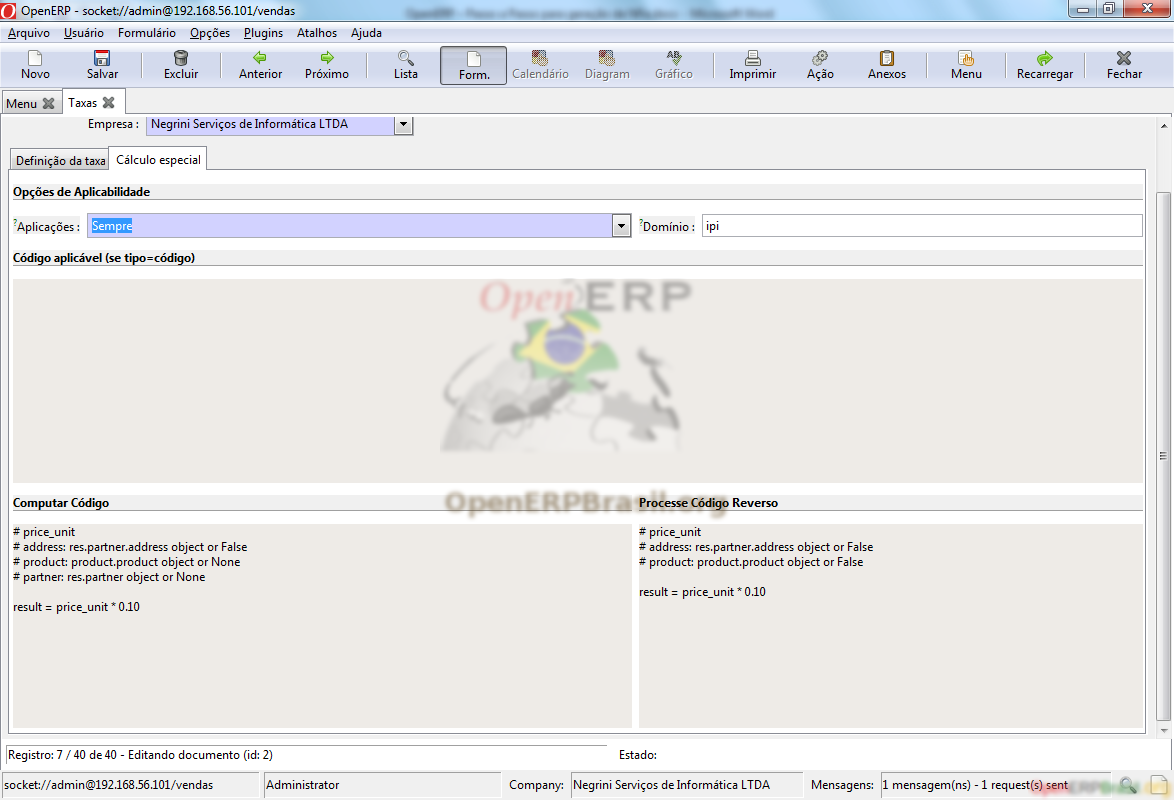 OpenERP - socket://admin@192.168.56.101/vendas
Arquivo Usuário Formulário Opções Plugins Atalhos Ajuda
Novo Salvar Excluir Anterior Próximo Lista Form. Calendário Diagram Gráfico Imprimir Ação Anexos Menu Recarregar Fechar
Menu Taxas
Empresa : Negrini Serviços de Informática LTDA
Definição da taxa Cálculo especial
Opções de Aplicabilidade
?Aplicações : Sempre ?Domínio : ipi
Código aplicável (se tipo=código)
OpenERP
OpenERPBrasil.org
Computar Código Processe Código Reverso
# price_unit # price_unit
# address: res.partner.address object or False # address: res.partner.address object or False
# product: product.product object or None # product: product.product object or False
# partner: res.partner object or None
result = price_unit * 0.10
result = price_unit * 0.10
Registro: 7 / 40 de 40 - Editando documento (id: 2) Estado:
socket://admin@192.168.56.101/vendas Administrator Company: Negrini Serviços de Informática LTDA Mensagens: 1 mensagem(ns) - 1 request(s) sent